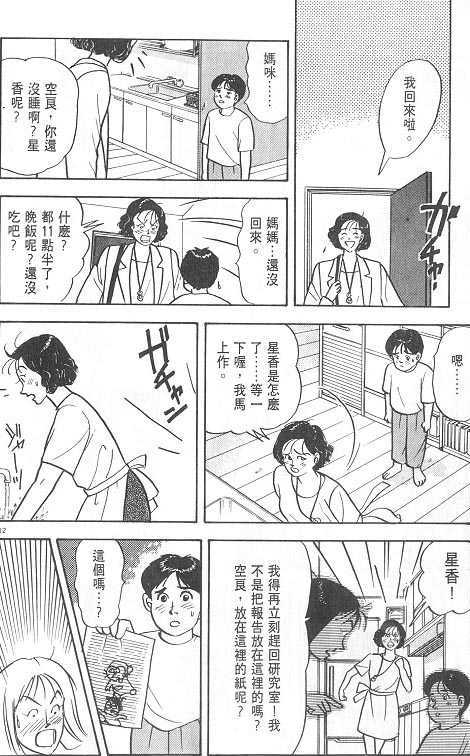 我回來啦。
ガチャ
媽咪⋯⋯
空良，你還
沒睡啊？星
香呢？
媽媽⋯還沒
回來。
什麼？
都11點半了，
晚飯呢？還沒
吃吧？
嗯⋯⋯
星香是怎麼
了⋯⋯等一
下喔，我馬
上作。
ガチャン
星香！
我得再立刻趕回研究室！我
不是把報告放在這裡的嗎？
空良，放在這裡的紙呢？
這個嗎⋯？